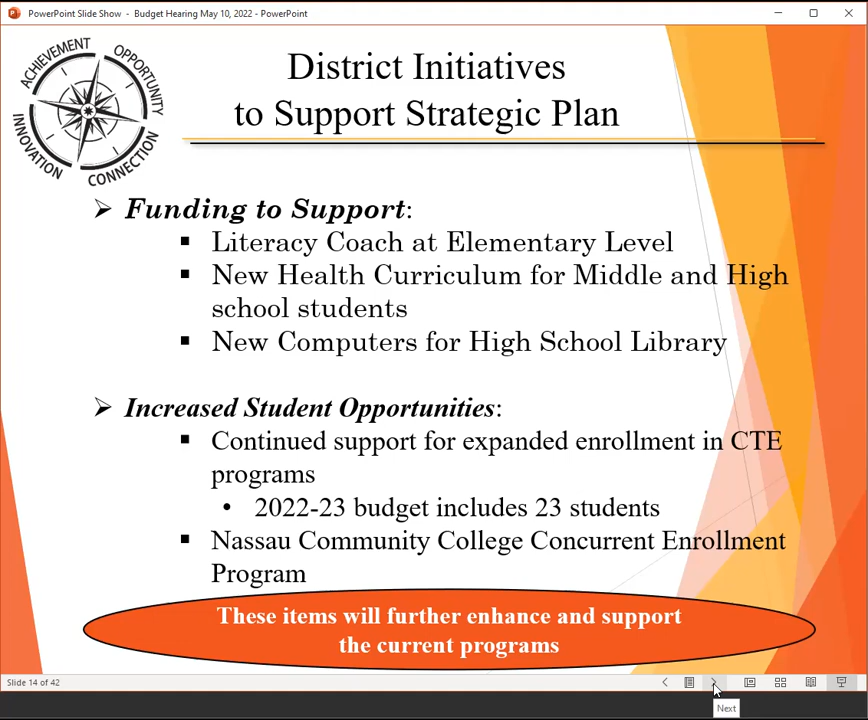 PowerPoint Slide Show - Budget Hearing May 10, 2022 - PowerPoint
ACHIEVEMENT
OPPORTUNITY
INNOVATION
CONNECTION
District Initiatives
to Support Strategic Plan
➢ Funding to Support:
▪ Literacy Coach at Elementary Level
▪ New Health Curriculum for Middle and High
school students
▪ New Computers for High School Library
➢ Increased Student Opportunities:
▪ Continued support for expanded enrollment in CTE
programs
• 2022-23 budget includes 23 students
▪ Nassau Community College Concurrent Enrollment
Program
These items will further enhance and support
the current programs
Slide 14 of 42
Next